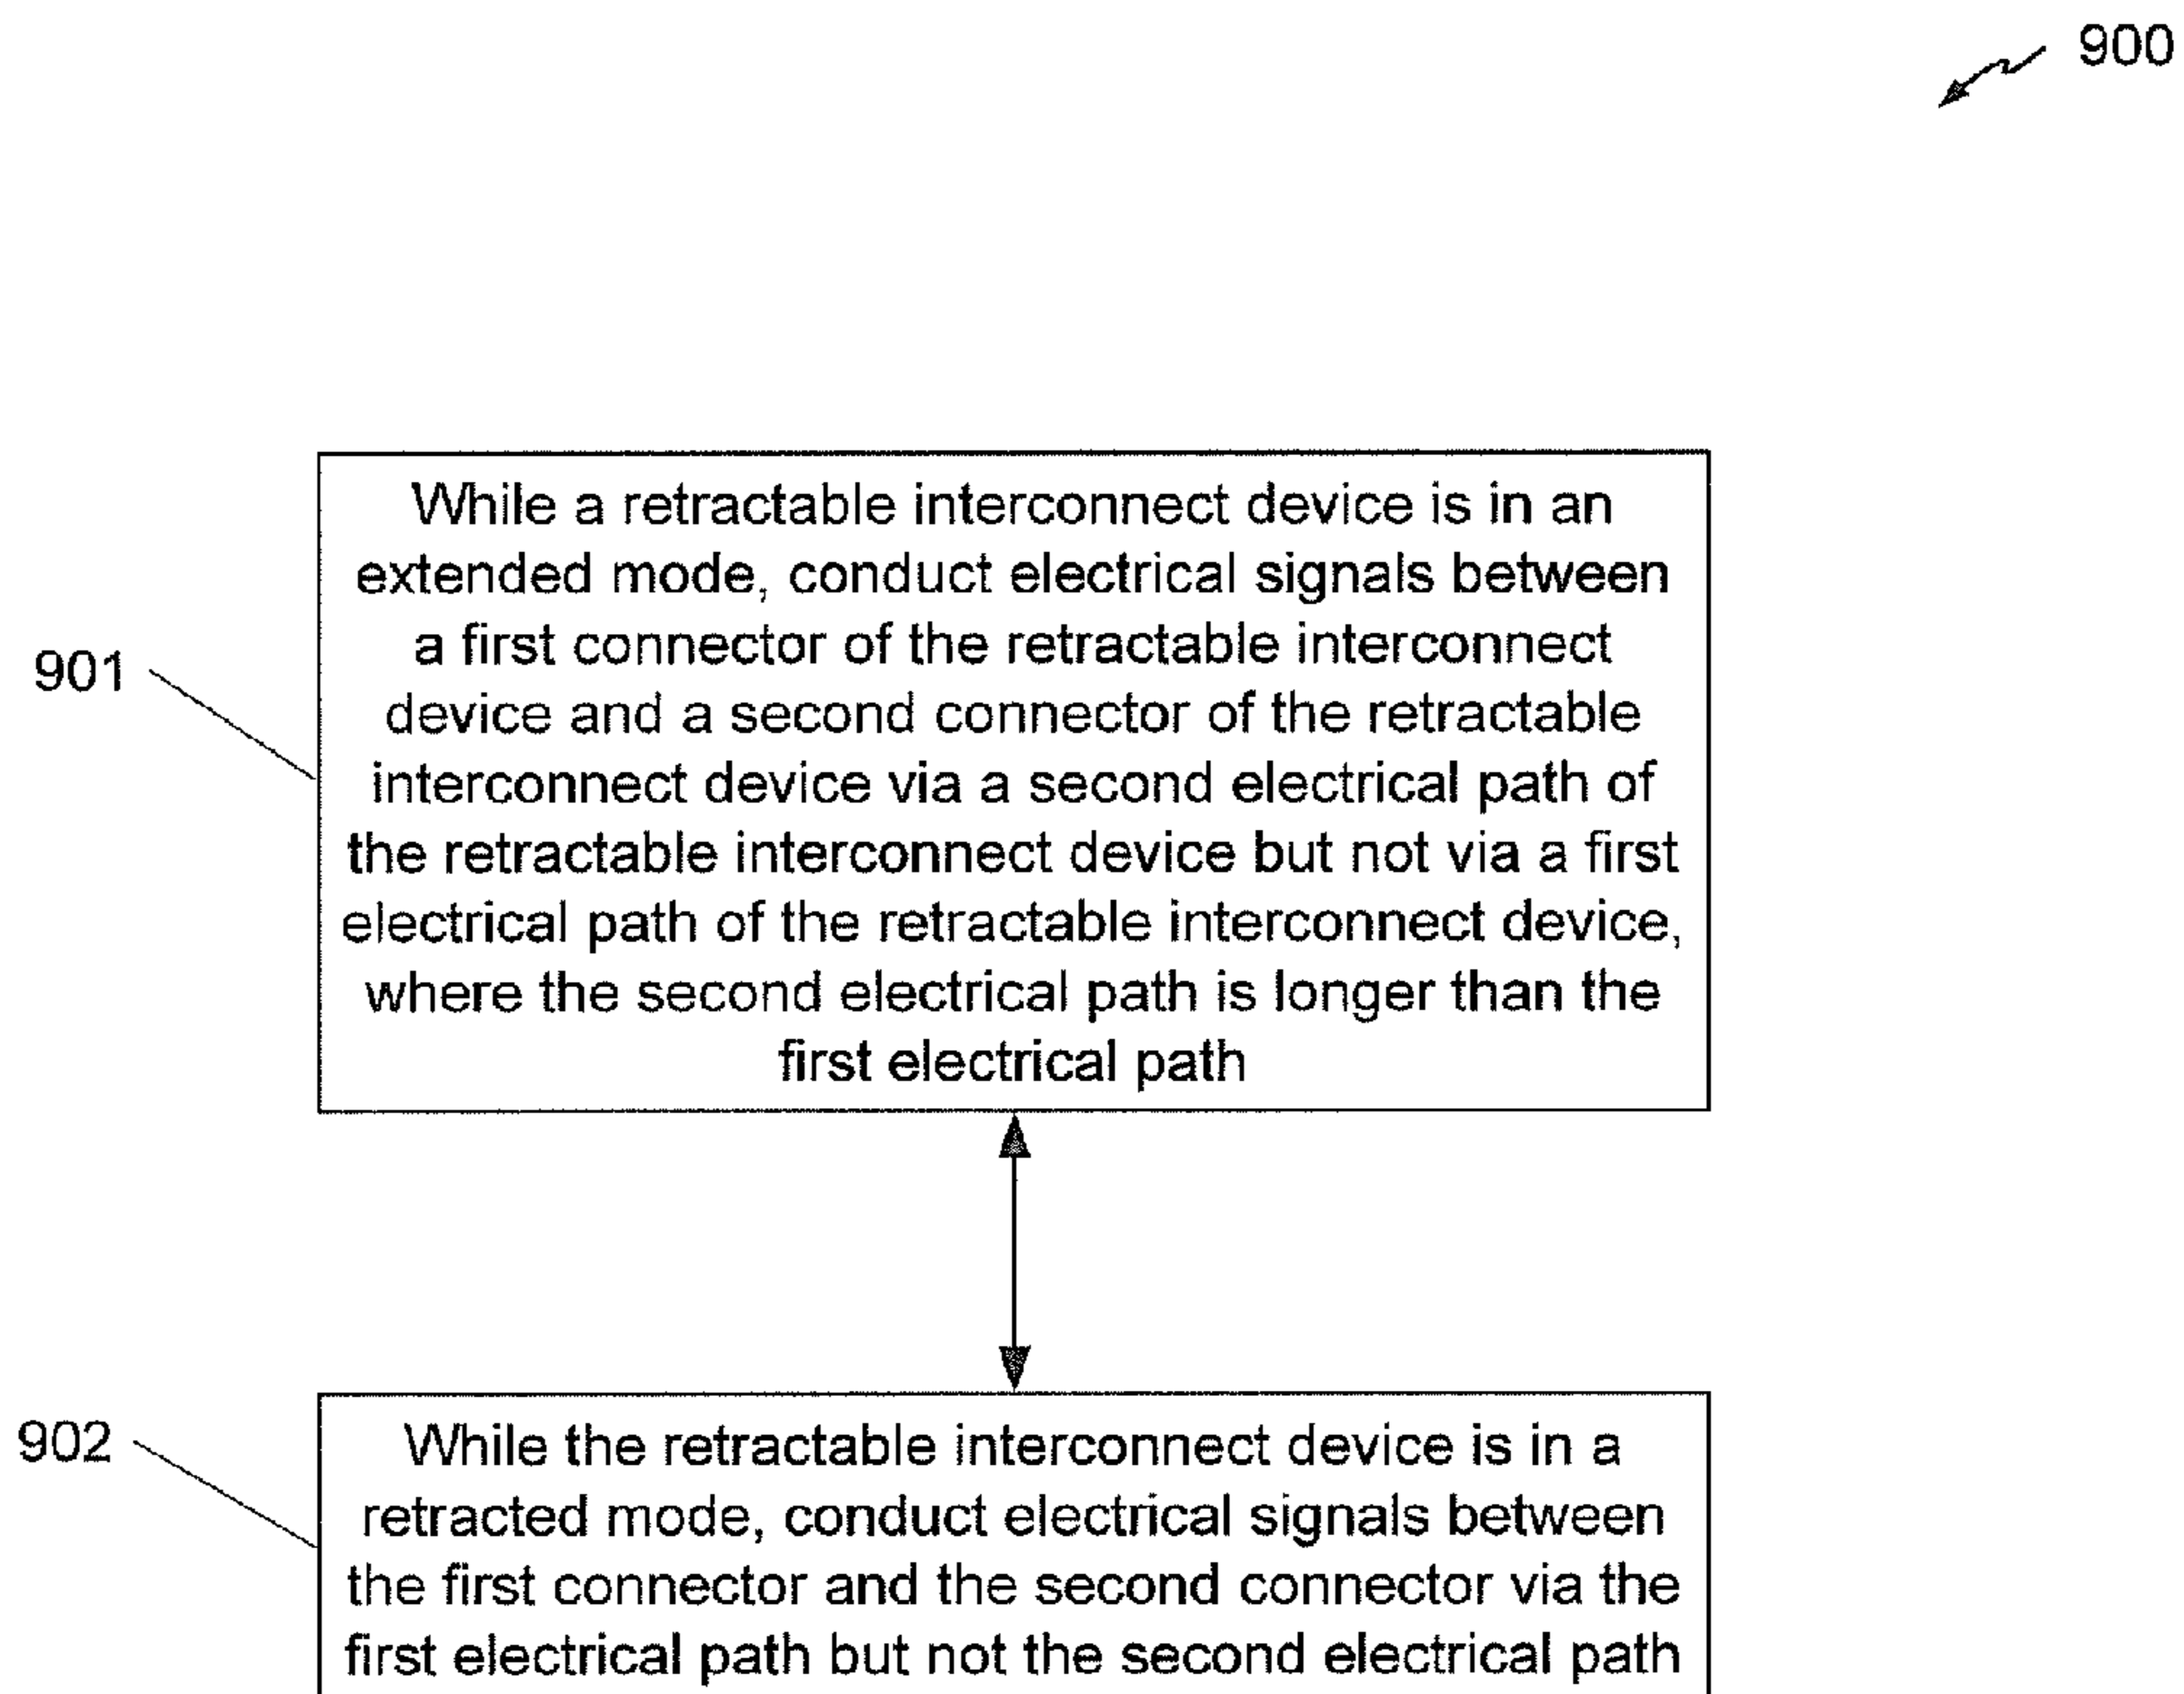 900
While a retractable interconnect device is in an
extended mode, conduct electrical signals between
a first connector of the retractable interconnect
device and a second connector of the retractable
interconnect device via a second electrical path of
the retractable interconnect device but not via a first
electrical path of the retractable interconnect device,
where the second electrical path is longer than the
first electrical path
901
902
While the retractable interconnect device is in a
retracted mode, conduct electrical signals between
the first connector and the second connector via the
first electrical path but not the second electrical path